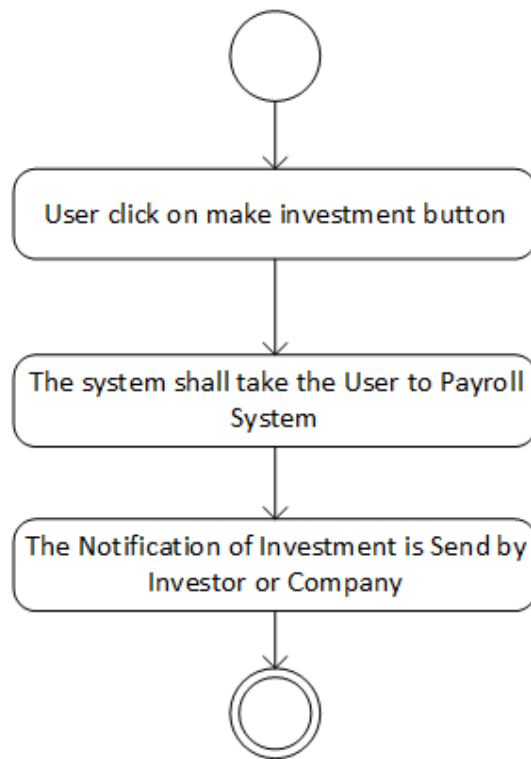 User click on make investment button
The system shall take the User to Payroll
System
The Notification of Investment is Send by
Investor or Company